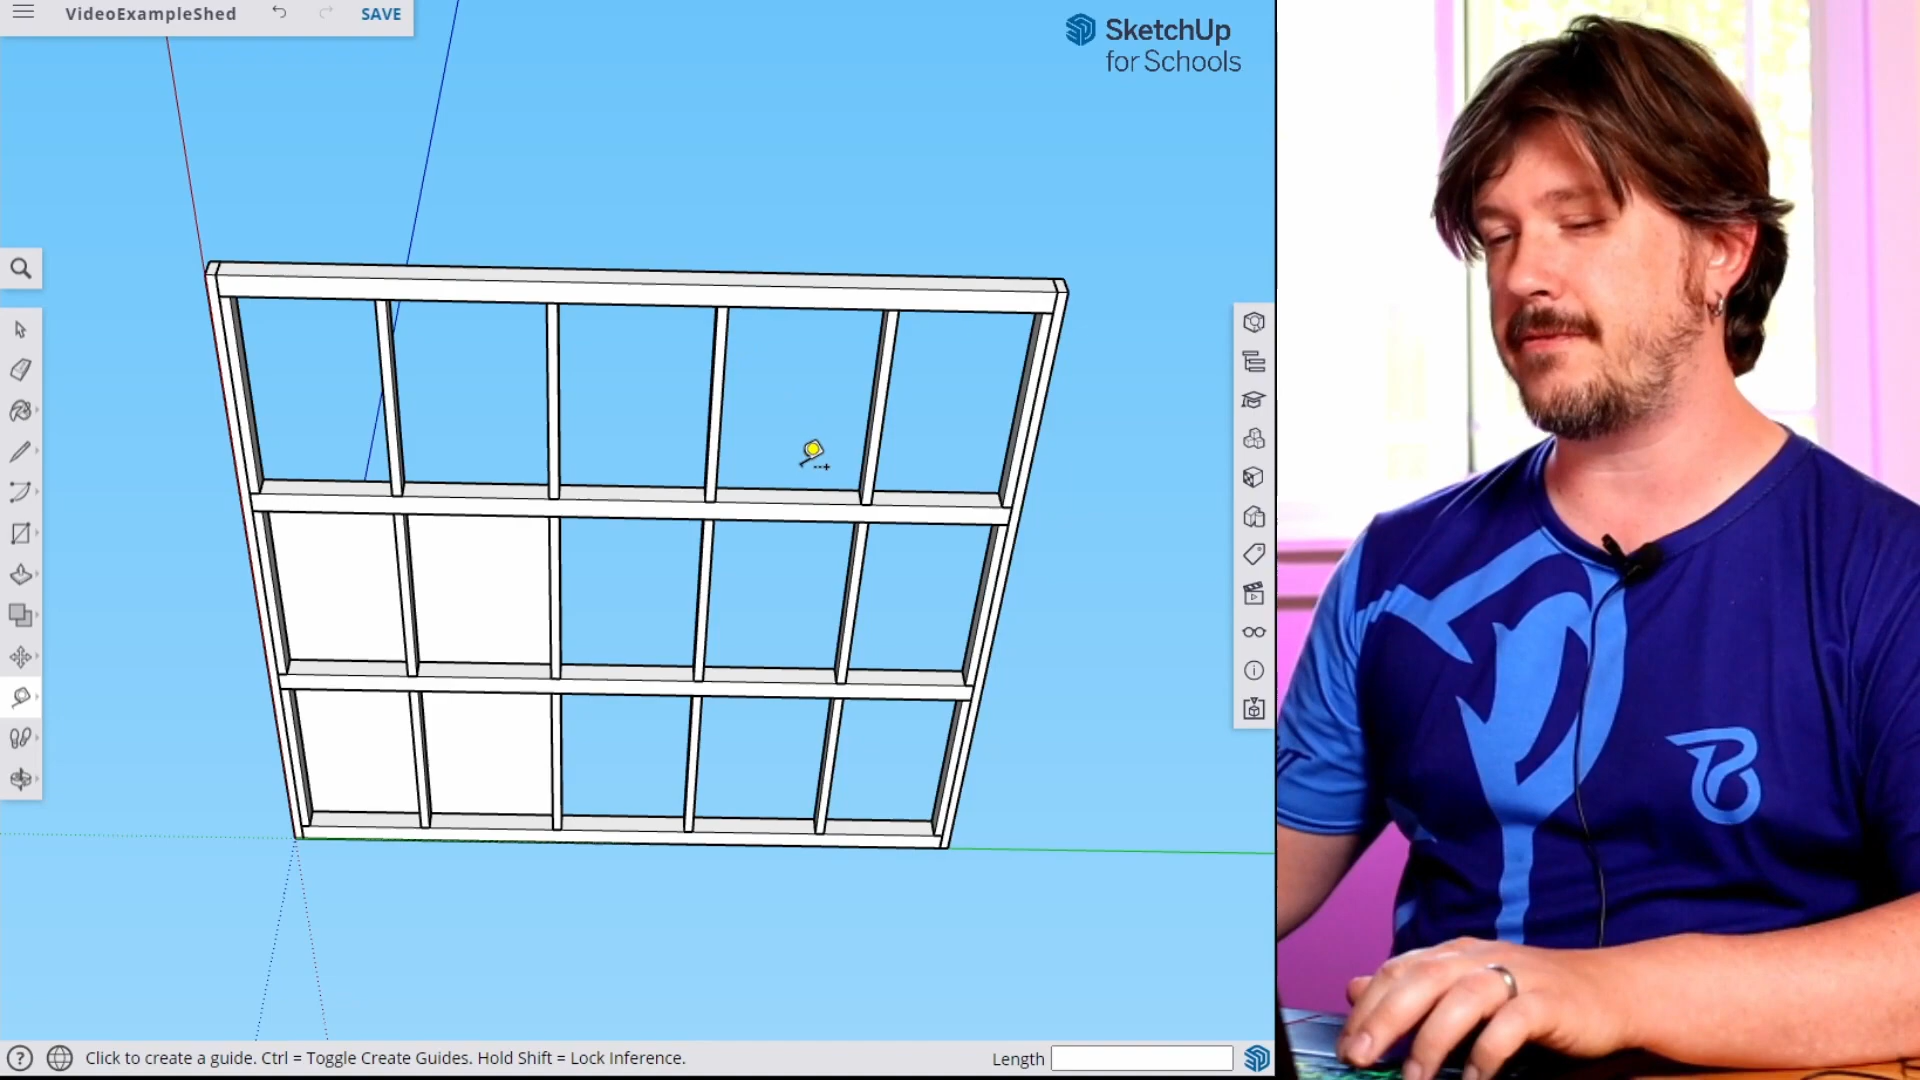 VideoExampleShed SAVE
SketchUp
for Schools
Click to create a guide. Ctrl = Toggle Create Guides. Hold Shift = Lock Inference.
Length